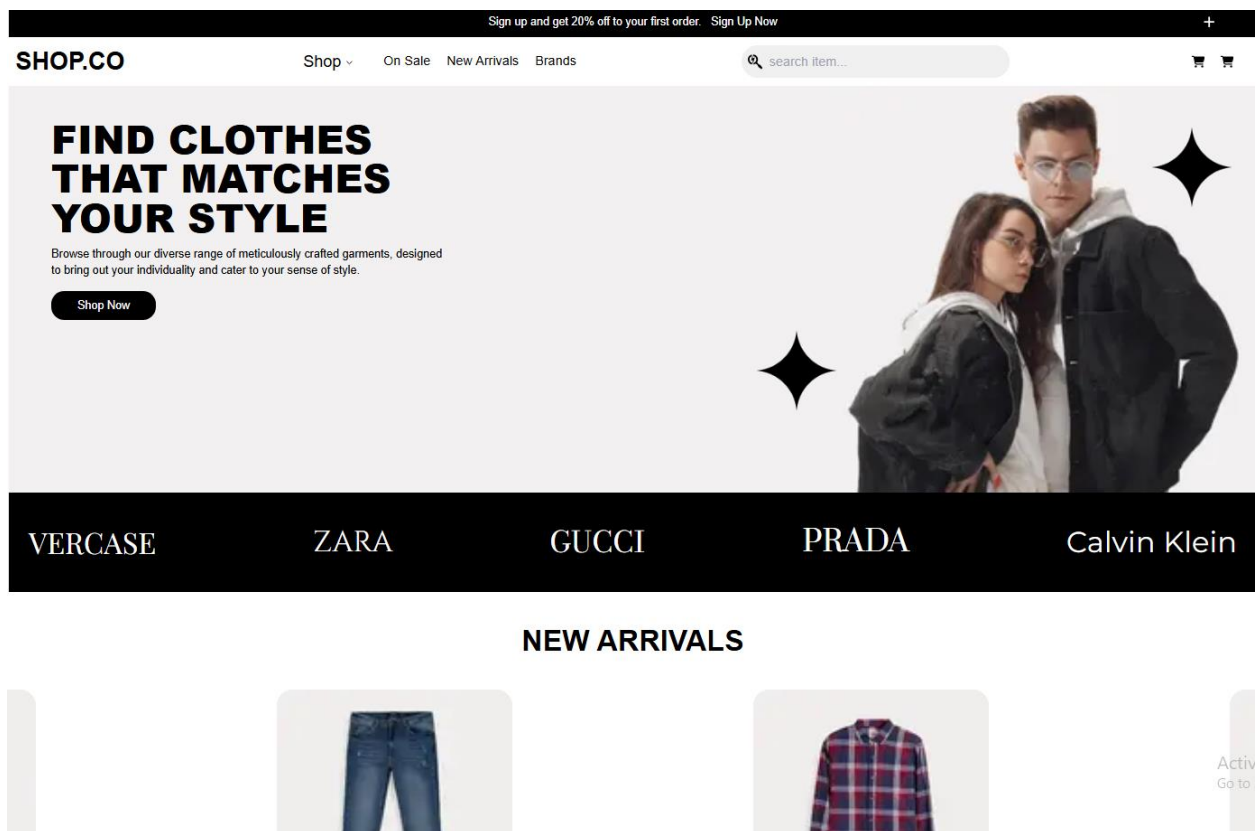 Sign up and get 20% off to your first order. Sign Up Now +
SHOP.CO Shop On Sale New Arrivals Brands search item...
FIND CLOTHES
THAT MATCHES
YOUR STYLE
Browse through our diverse range of meticulously crafted garments, designed
to bring out your individuality and cater to your sense of style.
Shop Now
VERCASE ZARA GUCCI PRADA Calvin Klein
NEW ARRIVALS
Activ
Go to